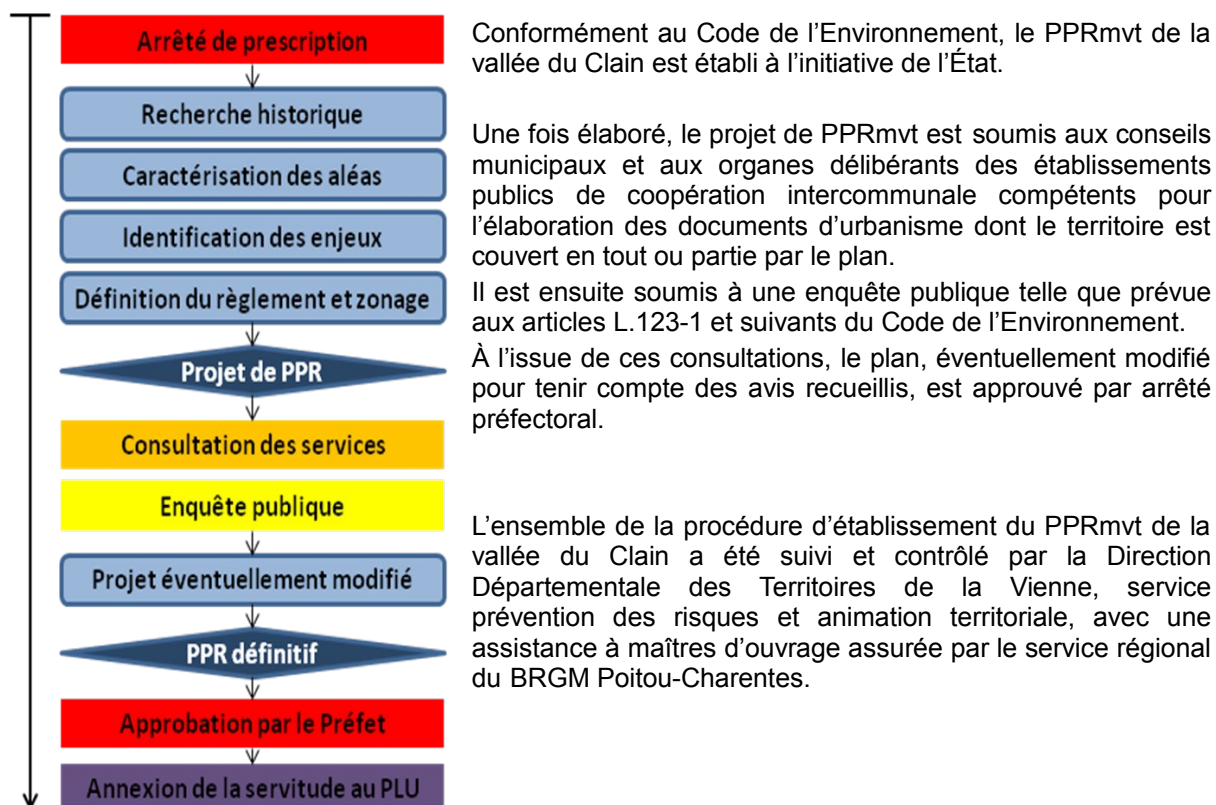 Arrêté de prescription
Recherche historique
Caractérisation des aléas
Identification des enjeux
Définition du règlement et zonage
Projet de PPR
Consultation des services
Enquête publique
Projet éventuellement modifié
PPR définitif
Approbation par le Préfet
Annexion de la servitude au PLU
Conformément au Code de l’Environnement, le PPRmvt de la
vallée du Clain est établi à l’initiative de l’État.
Une fois élaboré, le projet de PPRmvt est soumis aux conseils
municipaux et aux organes délibérants des établissements
publics de coopération intercommunale compétents pour
l’élaboration des documents d’urbanisme dont le territoire est
couvert en tout ou partie par le plan.
Il est ensuite soumis à une enquête publique telle que prévue
aux articles L.123-1 et suivants du Code de l’Environnement.
À l’issue de ces consultations, le plan, éventuellement modifié
pour tenir compte des avis recueillis, est approuvé par arrêté
préfectoral.
L’ensemble de la procédure d’établissement du PPRmvt de la
vallée du Clain a été suivi et contrôlé par la Direction
Départementale des Territoires de la Vienne, service
prévention des risques et animation territoriale, avec une
assistance à maîtres d’ouvrage assurée par le service régional
du BRGM Poitou-Charentes.